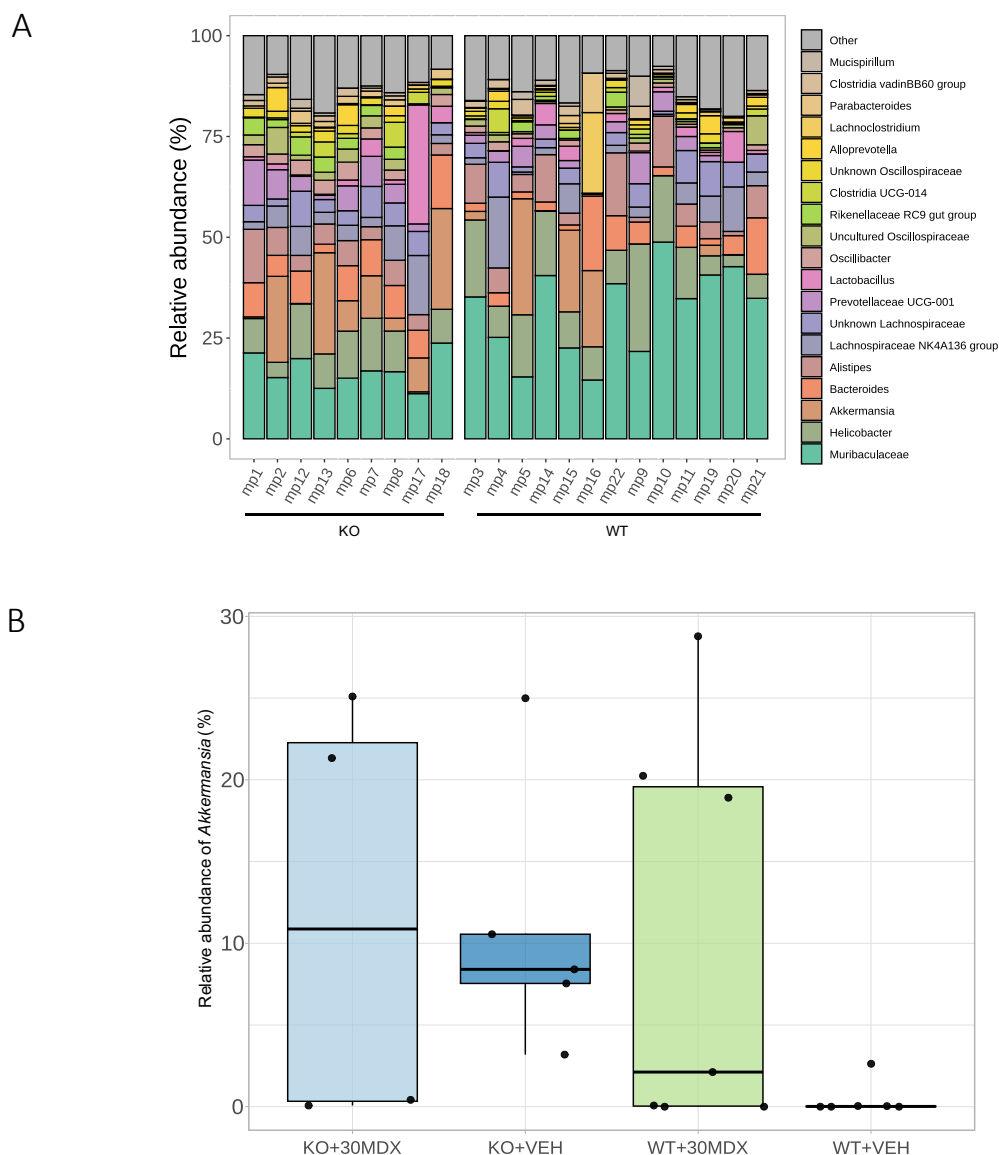 A
Relative abundance (%)
100
75
50
25
0
mp1 mp2 mp12 mp13 mp6 mp7 mp8 mp17 mp18 mp3 mp4 mp5 mp14 mp15 mp16 mp22 mp9 mp10 mp11 mp19 mp20 mp21
KO WT
Other
Mucispirillum
Clostridia vadinBB60 group
Parabacteroides
Lachnoclostridium
Alloprevotella
Unknown Oscillospiraceae
Clostridia UCG-014
Rikenellaceae RC9 gut group
Uncultured Oscillospiraceae
Oscillibacter
Lactobacillus
Prevotellaceae UCG-001
Unknown Lachnospiraceae
Lachnospiraceae NK4A136 group
Alistipes
Bacteroides
Akkermansia
Helicobacter
Muribaculaceae
B
Relative abundance of Akkermansia (%)
30
20
10
0
KO+30MDX KO+VEH WT+30MDX WT+VEH